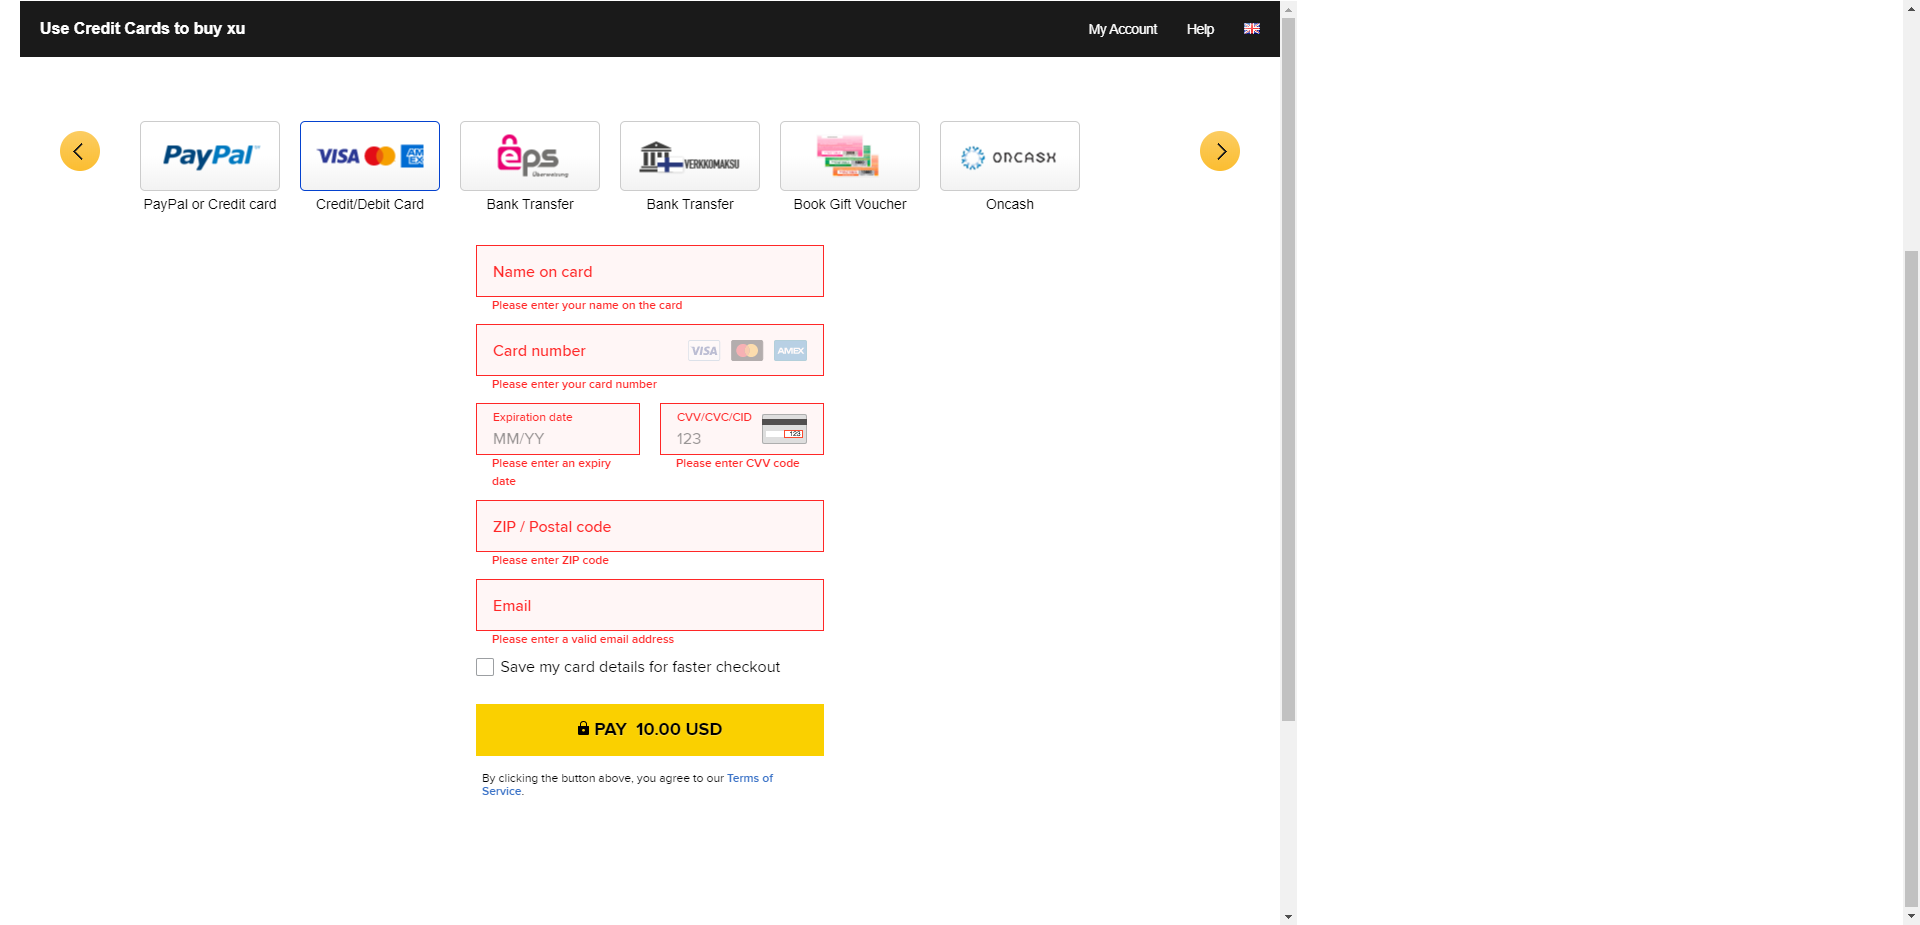 Use Credit Cards to buy xu
My Account Help
PayPal™
VISA AM EX
eps
Überweisung
VERKKOMAKSU
ONCASH
PayPal or Credit card
Credit/Debit Card
Bank Transfer
Bank Transfer
Book Gift Voucher
Oncash
Name on card
Please enter your name on the card
Card number VISA AMEX
Please enter your card number
Expiration date
MM/YY
Please enter an expiry
date
CVV/CVC/CID
123
123
Please enter CVV code
ZIP / Postal code
Please enter ZIP code
Email
Please enter a valid email address
Save my card details for faster checkout
PAY 10.00 USD
By clicking the button above, you agree to our Terms of
Service.